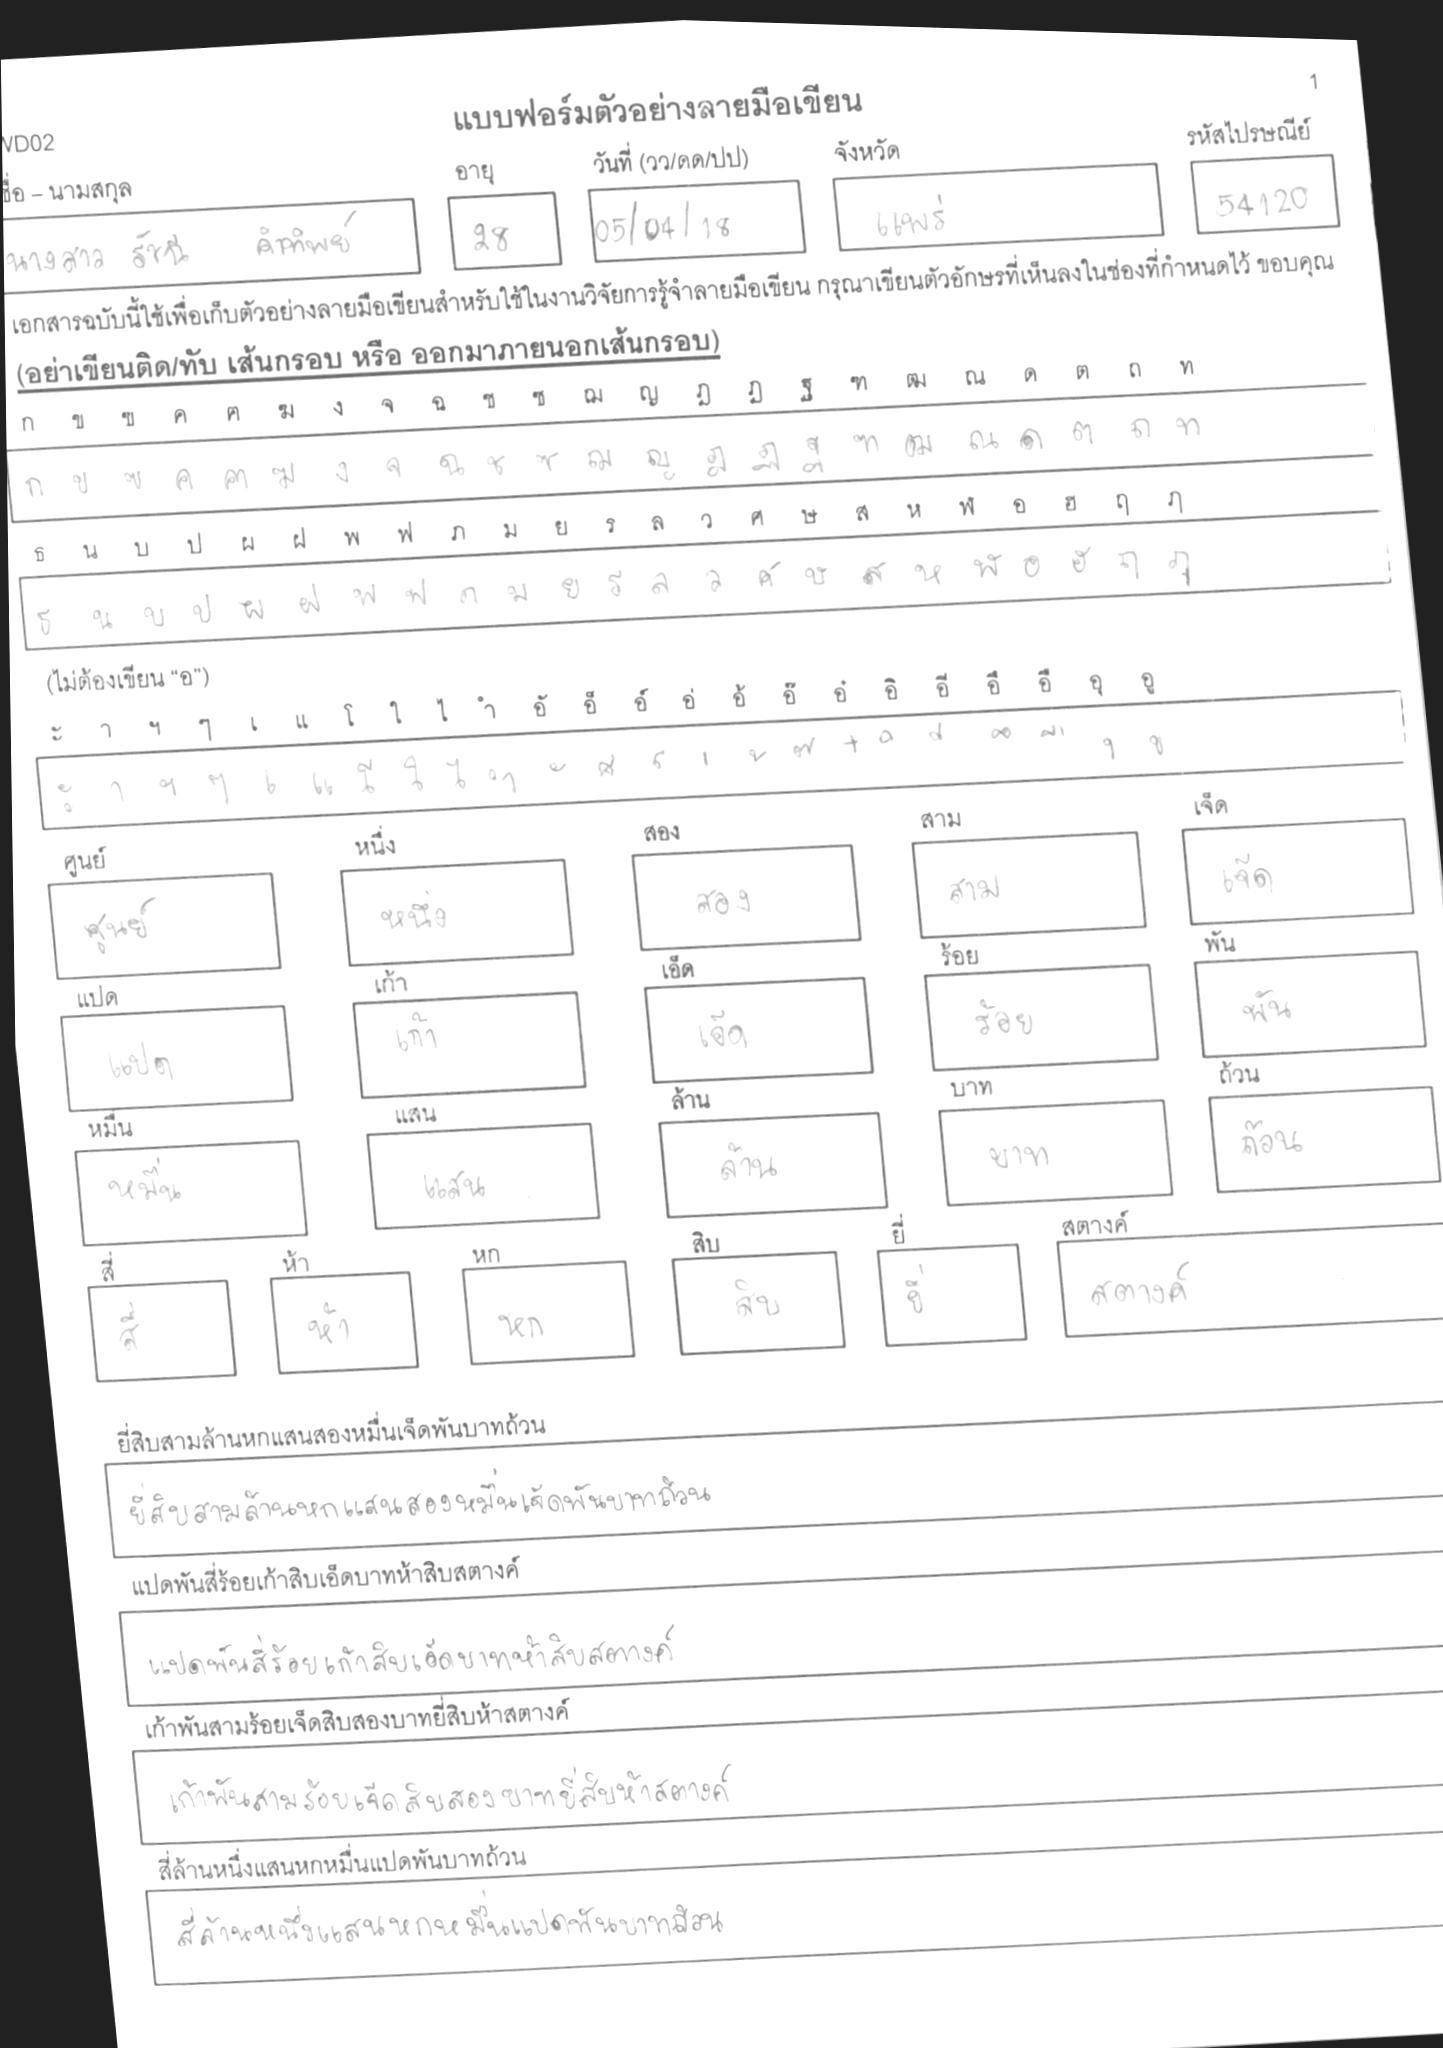 แบบฟอร์มตัวอย่างลายมือเขียน 1
VD02
ชื่อ – นามสกุล อายุ วันที่ (วว/ดด/ปป) จังหวัด รหัสไปรษณีย์
นางสาว 28 05/04/18 แพร่ 54120
เอกสารฉบับนี้ใช้เพื่อเก็บตัวอย่างลายมือเขียนสำหรับใช้ในงานวิจัยการรู้จำลายมือเขียน กรุณาเขียนตัวอักษรที่เห็นลงในช่องที่กำหนดไว้ ขอบคุณ
(อย่าเขียนติด/ทับ เส้นกรอบ หรือ ออกมาภายนอกเส้นกรอบ)
ก ข ฃ ค ฅ ฆ ง จ ฉ ช ซ ฌ ญ ฎ ฏ ฐ ฑ ฒ ณ ด ต ถ ท
ก ข ฃ ค ฅ ฆ ง จ ฉ ช ซ ฌ ญ ฎ ฏ ฐ ฑ ฒ ณ ด ต ถ ท
ธ น บ ป ผ ฝ พ ฟ ภ ม ย ร ล ว ศ ษ ส ห ฬ อ ฮ ฤ ฦ
ธ น บ ป ผ ฝ พ ฟ ภ ม ย ร ล ว ศ ษ ส ห ฬ อ ฮ ฤ ฦ
(ไม่ต้องเขียน “อ”)
ะ า ฯ ๆ เ แ โ ใ ไ ำ อั อ็ อ์ อ่ อ้ อ๊ อ๋ อิ อี อึ อื อุ อู
ะ า ฯ ๆ เ แ โ ใ ไ ำ ั ็ ์ ่ ้ ๊ ๋ ิ ี ึ ื ุ ู
ศูนย์ หนึ่ง สอง สาม เจ็ด
ศูนย์ หนึ่ง สอง สาม เจ็ด
แปด เก้า เอ็ด ร้อย พัน
แปด เก้า เอ็ด ร้อย พัน
หมื่น แสน ล้าน บาท ถ้วน
หมื่น แสน ล้าน บาท ถ้วน
สี่ ห้า หก สิบ ยี่ สตางค์
สี่ ห้า หก สิบ ยี่ สตางค์
ยี่สิบสามล้านหกแสนสองหมื่นเจ็ดพันบาทถ้วน
ยี่สิบสามล้านหกแสนสองหมื่นเจ็ดพันบาทถ้วน
แปดพันสี่ร้อยเก้าสิบเอ็ดบาทห้าสิบสตางค์
แปดพันสี่ร้อยเก้าสิบเอ็ดบาทห้าสิบสตางค์
เก้าพันสามร้อยเจ็ดสิบสองบาทยี่สิบห้าสตางค์
เก้าพันสามร้อยเจ็ดสิบสองบาทยี่สิบห้าสตางค์
สี่ล้านหนึ่งแสนหกหมื่นแปดพันบาทถ้วน
สี่ล้านหนึ่งแสนหกหมื่นแปดพันบาทถ้วน